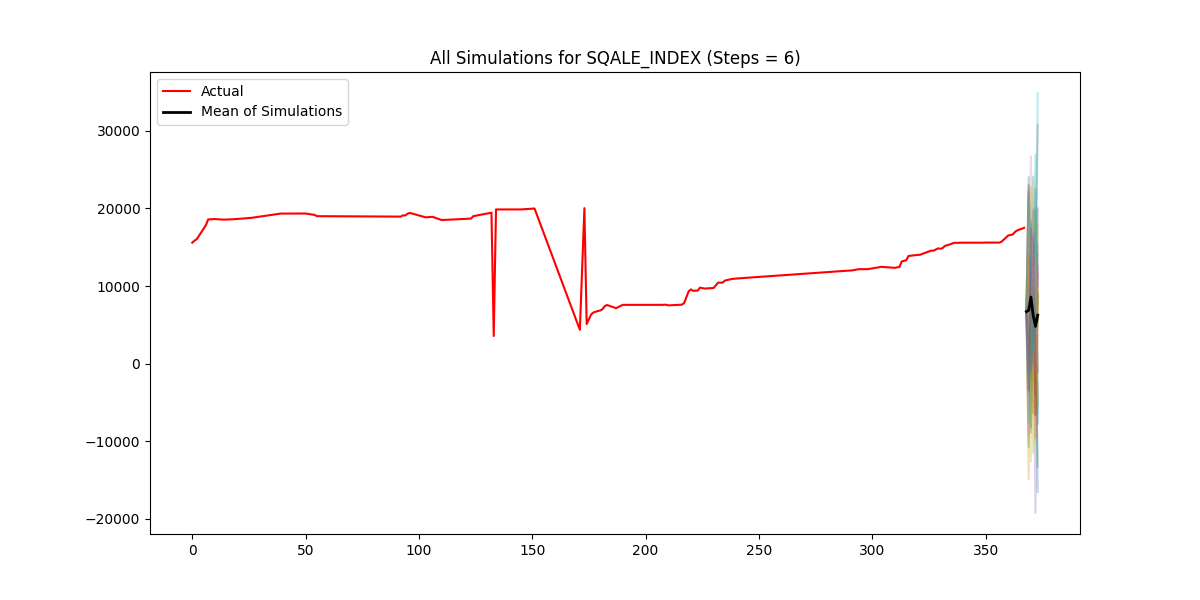 All Simulations for SQALE_INDEX (Steps = 6)
Actual
Mean of Simulations
30000
20000
10000
0
−10000
−20000
0 50 100 150 200 250 300 350